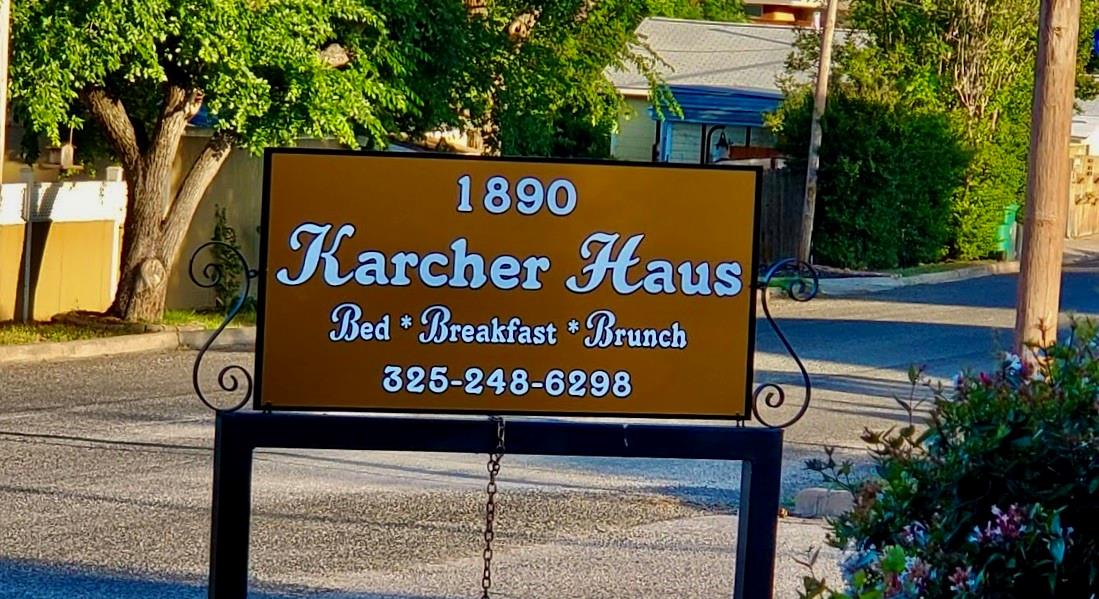 1890
Karcher Haus
Bed * Breakfast * Brunch
325-248-6298